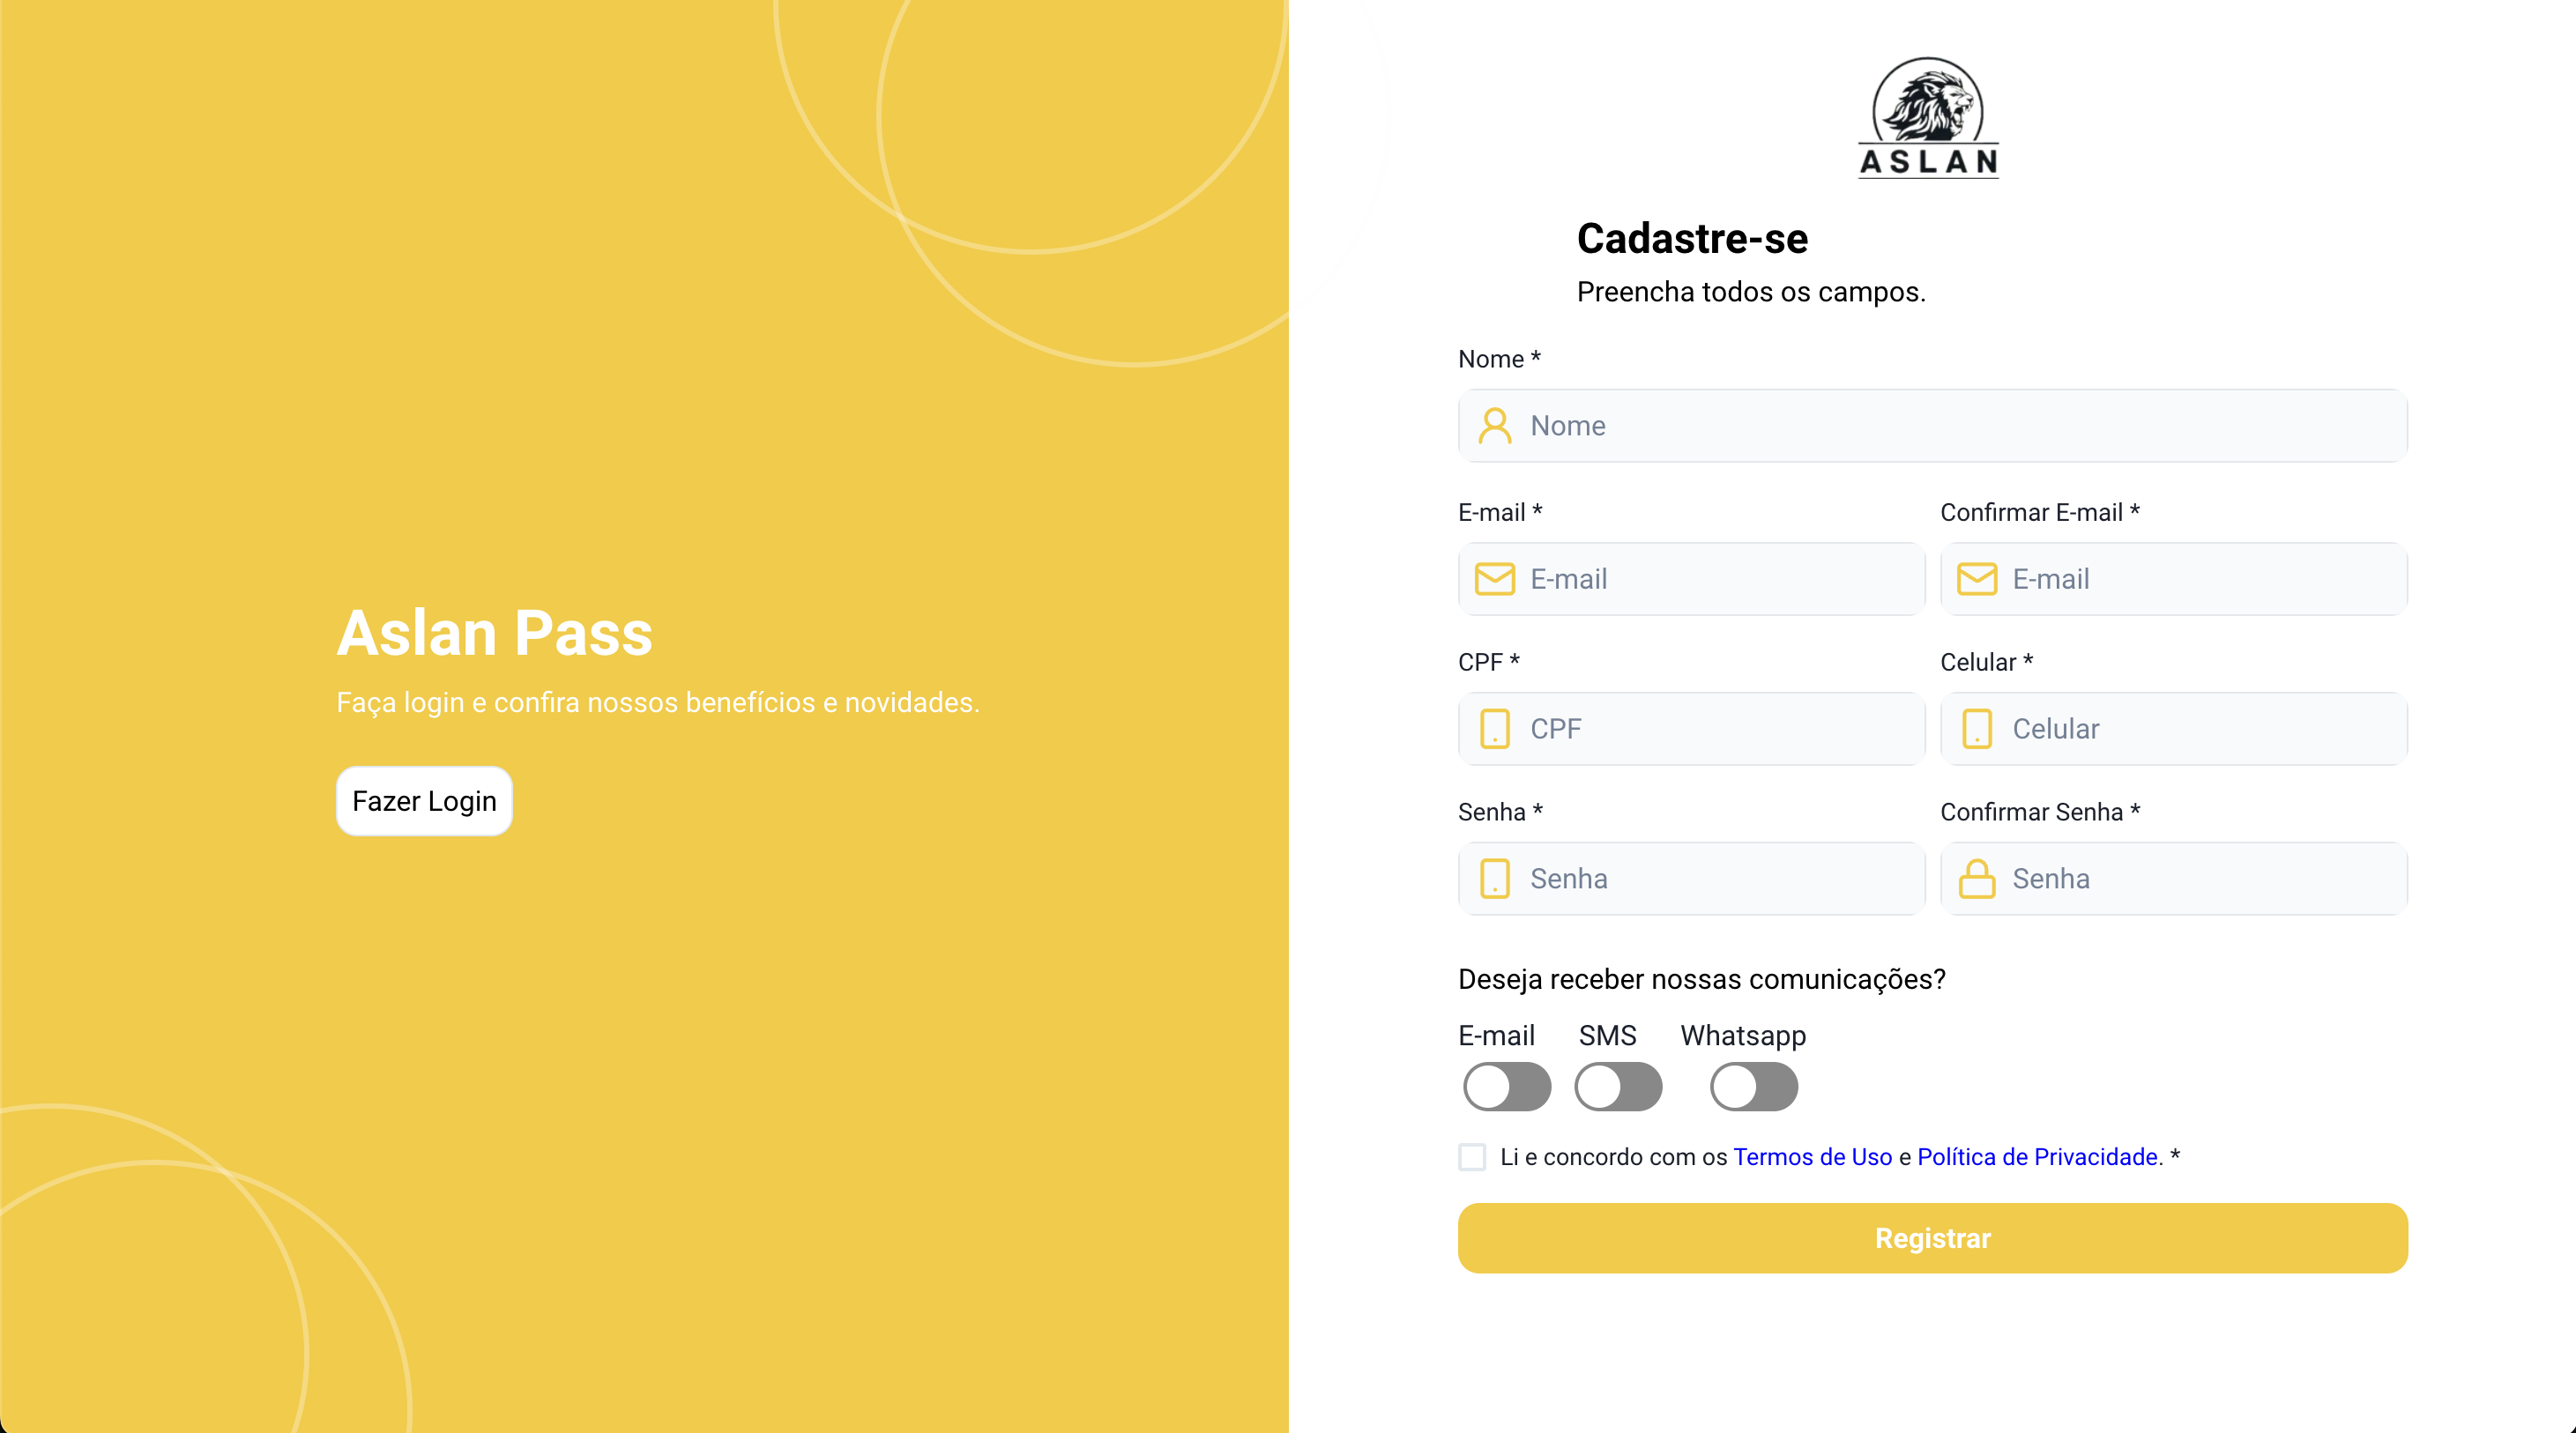 Aslan Pass
Faça login e confira nossos benefícios e novidades.
Fazer Login
ASLAN
Cadastre-se
Preencha todos os campos.
Nome *
Nome
E-mail * Confirmar E-mail *
E-mail E-mail
CPF * Celular *
CPF Celular
Senha * Confirmar Senha *
Senha Senha
Deseja receber nossas comunicações?
E-mail SMS Whatsapp
Li e concordo com os Termos de Uso e Política de Privacidade. *
Registrar